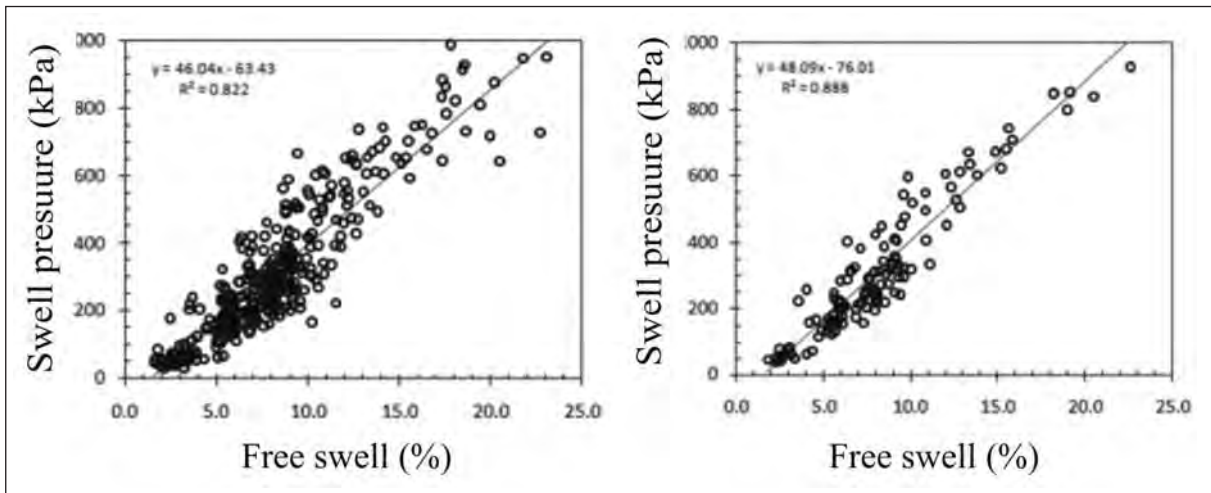 000
800
600
400
200
0
y = 46.04x - 63.43
R² = 0.822
0.0 5.0 10.0 15.0 20.0 25.0
Swell presuure (kPa)
Free swell (%)
000
800
600
400
200
0
y = 48.09x - 76.01
R² = 0.888
0.0 5.0 10.0 15.0 20.0 25.0
Swell presuure (kPa)
Free swell (%)